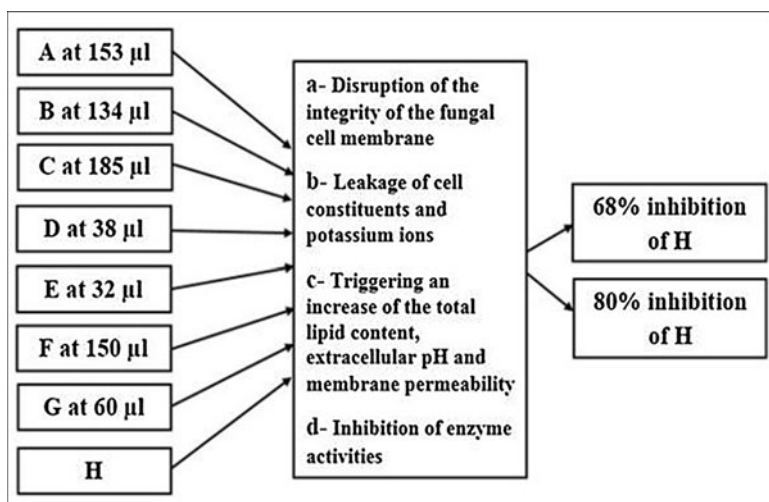 A at 153 µl
B at 134 µl
C at 185 µl
D at 38 µl
E at 32 µl
F at 150 µl
G at 60 µl
H
a- Disruption of the
integrity of the fungal
cell membrane
b- Leakage of cell
constituents and
potassium ions
c- Triggering an
increase of the total
lipid content,
extracellular pH and
membrane permeability
d- Inhibition of enzyme
activities
68% inhibition
of H
80% inhibition
of H